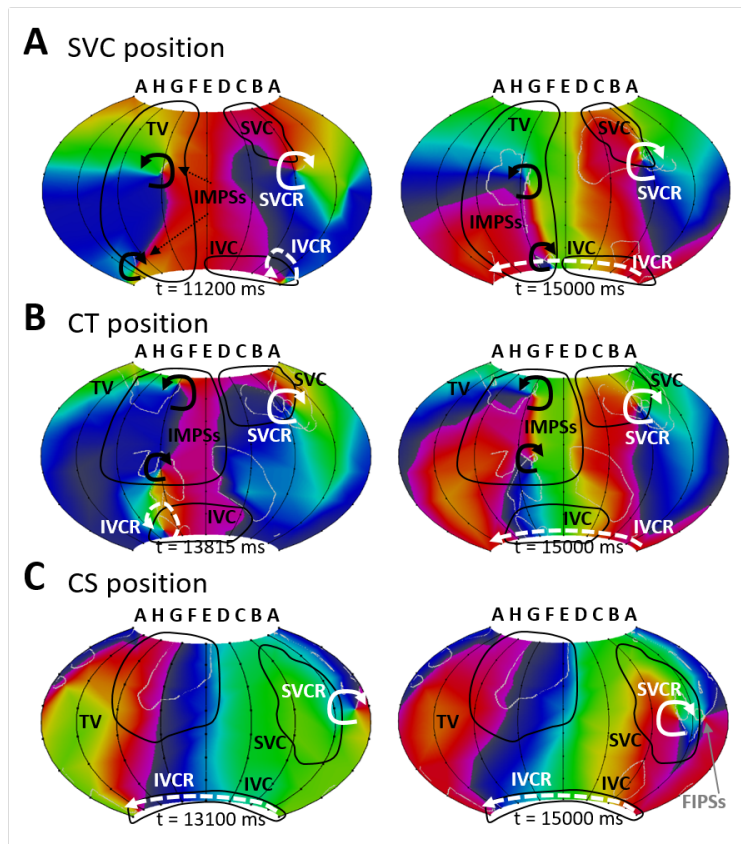 A SVC position
A H G F E D C B A
TV
SVC
IMPSs
SVCR
IVC
IVCR
t = 11200 ms
A H G F E D C B A
TV
SVC
SVCR
IMPSs
IVC
IVCR
t = 15000 ms
B CT position
A H G F E D C B A
TV
SVC
SVCR
IMPSs
IVCR
IVC
t = 13815 ms
A H G F E D C B A
TV
SVC
SVCR
IMPSs
IVC
IVCR
t = 15000 ms
C CS position
A H G F E D C B A
SVCR
TV
SVC
IVCR
IVC
t = 13100 ms
A H G F E D C B A
SVCR
TV
SVC
IVCR
IVC
FIPSs
t = 15000 ms